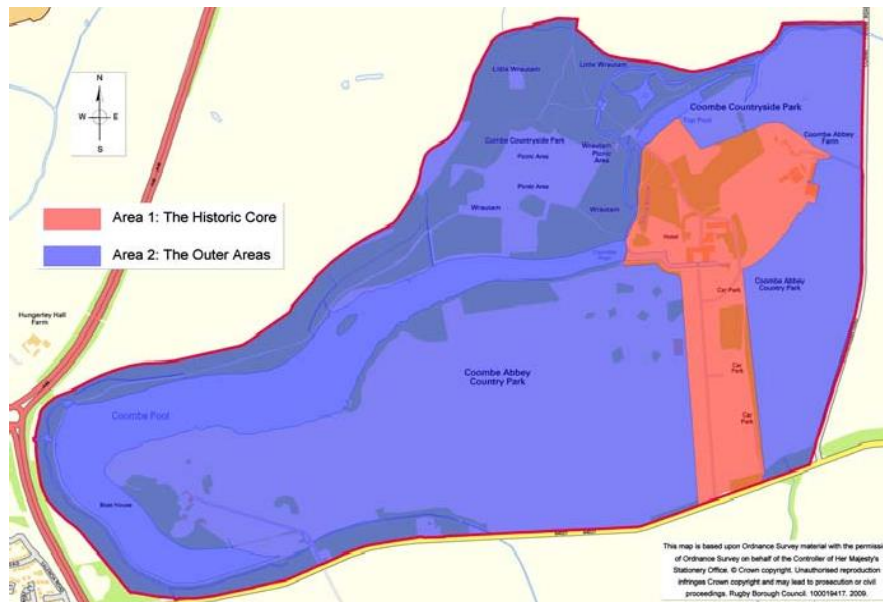 N
W E
S
Area 1: The Historic Core
Area 2: The Outer Areas
Hungerley Hall
Farm
Little Wrautam
Little Wrautam
Coombe Countryside Park
Picnic Area
Picnic Area
Wrautam
Wrautam
Picnic
Area
Wrautam
Coombe Countryside Park
Top Pool
Coombe Abbey
Farm
Hotel
Coombe
Pool
Coombe Abbey
Country Park
Car Park
Car
Park
Car
Park
Coombe Abbey
Country Park
Coombe Pool
Boat House
This map is based upon Ordnance Survey material with the permissi
of Ordnance Survey on behalf of the Controller of Her Majesty's
Stationery Office. © Crown copyright. Unauthorised reproduction
infringes Crown copyright and may lead to prosecution or civil
proceedings. Rugby Borough Council. 100019417. 2009.